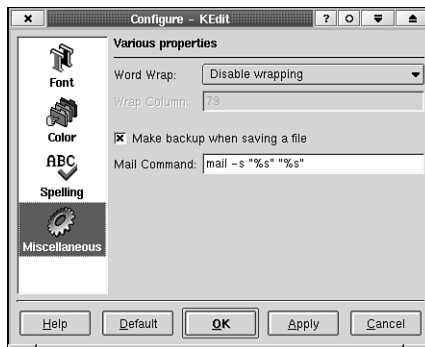 Configure - KEdit
Font
Color
ABC
Spelling
Miscellaneous
Various properties
Word Wrap: Disable wrapping
Wrap Column: 79
Make backup when saving a file
Mail Command: mail -s "%s" "%s"
Help Default OK Apply Cancel